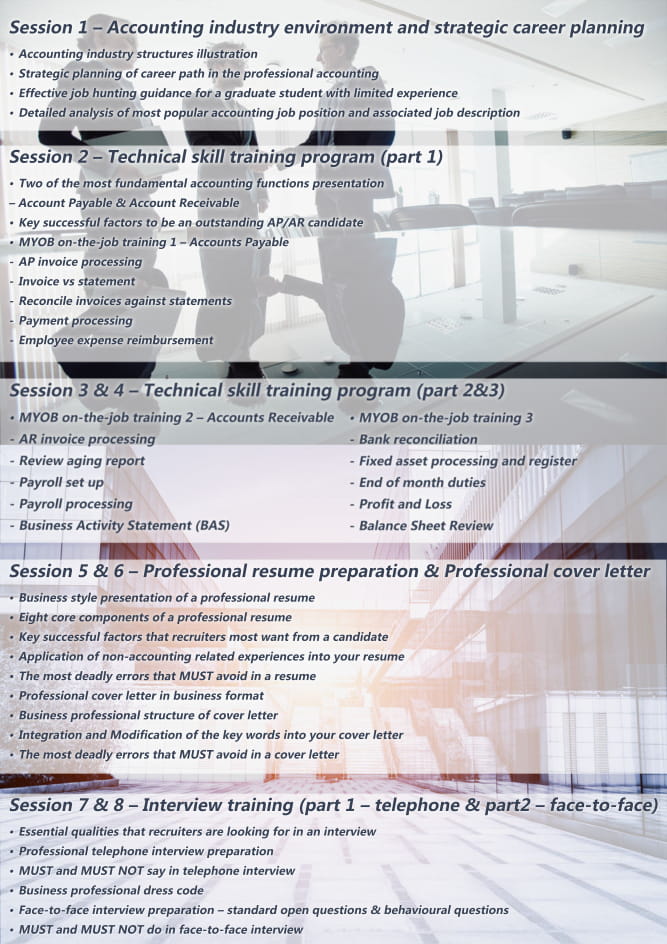 Session 1 – Accounting industry environment and strategic career planning
• Accounting industry structures illustration
• Strategic planning of career path in the professional accounting
• Effective job hunting guidance for a graduate student with limited experience
• Detailed analysis of most popular accounting job position and associated job description
Session 2 – Technical skill training program (part 1)
• Two of the most fundamental accounting functions presentation
– Account Payable & Account Receivable
• Key successful factors to be an outstanding AP/AR candidate
• MYOB on-the-job training 1 – Accounts Payable
- AP invoice processing
- Invoice vs statement
- Reconcile invoices against statements
- Payment processing
- Employee expense reimbursement
Session 3 & 4 – Technical skill training program (part 2&3)
• MYOB on-the-job training 2 – Accounts Receivable
- AR invoice processing
- Review aging report
- Payroll set up
- Payroll processing
- Business Activity Statement (BAS)
• MYOB on-the-job training 3
- Bank reconciliation
- Fixed asset processing and register
- End of month duties
- Profit and Loss
- Balance Sheet Review
Session 5 & 6 – Professional resume preparation & Professional cover letter
• Business style presentation of a professional resume
• Eight core components of a professional resume
• Key successful factors that recruiters most want from a candidate
• Application of non-accounting related experiences into your resume
• The most deadly errors that MUST avoid in a resume
• Professional cover letter in business format
• Business professional structure of cover letter
• Integration and Modification of the key words into your cover letter
• The most deadly errors that MUST avoid in a cover letter
Session 7 & 8 – Interview training (part 1 – telephone & part2 – face-to-face)
• Essential qualities that recruiters are looking for in an interview
• Professional telephone interview preparation
• MUST and MUST NOT say in telephone interview
• Business professional dress code
• Face-to-face interview preparation – standard open questions & behavioural questions
• MUST and MUST NOT do in face-to-face interview